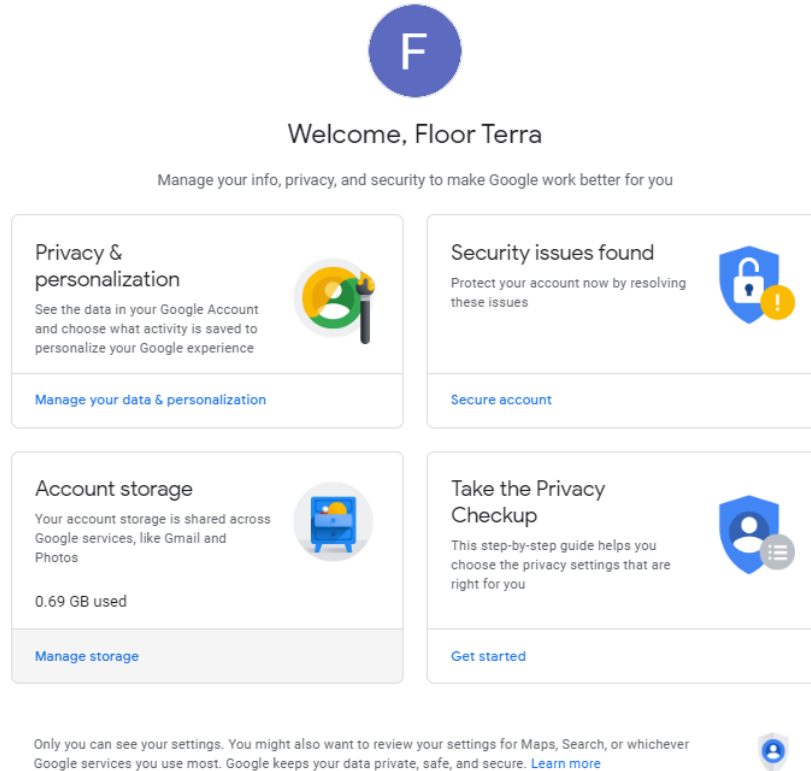 F
Welcome, Floor Terra
Manage your info, privacy, and security to make Google work better for you
Privacy &
personalization
See the data in your Google Account
and choose what activity is saved to
personalize your Google experience
Manage your data & personalization
Security issues found
Protect your account now by resolving
these issues
Secure account
Account storage
Your account storage is shared across
Google services, like Gmail and
Photos
0.69 GB used
Manage storage
Take the Privacy
Checkup
This step-by-step guide helps you
choose the privacy settings that are
right for you
Get started
Only you can see your settings. You might also want to review your settings for Maps, Search, or whichever
Google services you use most. Google keeps your data private, safe, and secure. Learn more